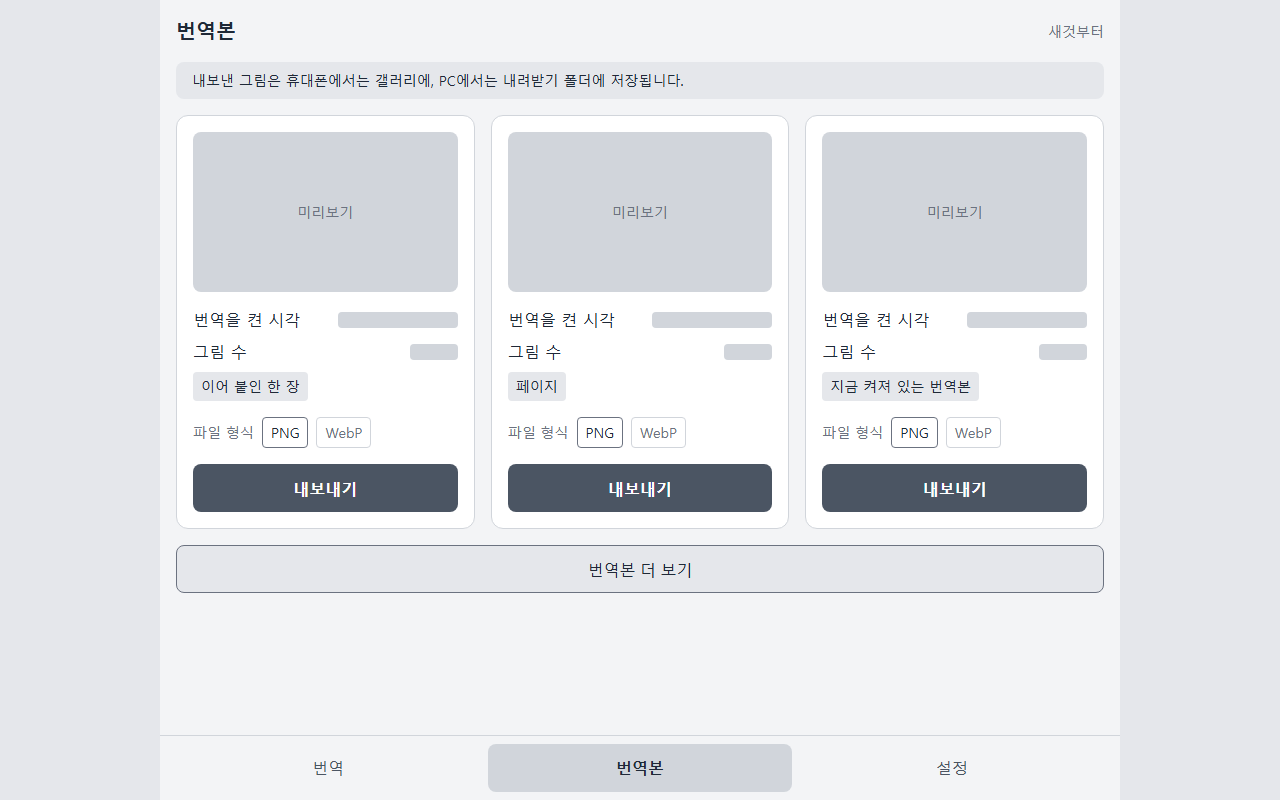 번역본
새것부터
내보낸 그림은 휴대폰에서는 갤러리에, PC에서는 내려받기 폴더에 저장됩니다.
미리보기
번역을 켠 시각
그림 수
이어 붙인 한 장
파일 형식 PNG WebP
내보내기
미리보기
번역을 켠 시각
그림 수
페이지
파일 형식 PNG WebP
내보내기
미리보기
번역을 켠 시각
그림 수
지금 켜져 있는 번역본
파일 형식 PNG WebP
내보내기
번역본 더 보기
번역 번역본 설정